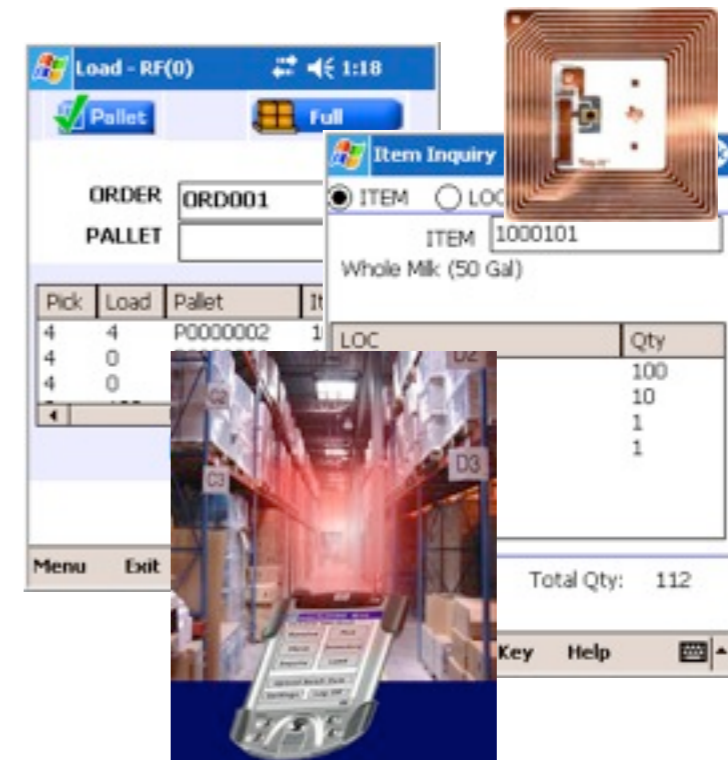 Load - RF(0) 1:18
Pallet Full
ORDER ORD001
PALLET
Pick Load Pallet
4 4 P0000002
4 0
4 0
Menu Exit
Item Inquiry
ITEM
ITEM 1000101
Whole Milk (50 Gal)
LOC Qty
100
10
1
1
Total Qty: 112
Key Help
C2
D2
C3
D3